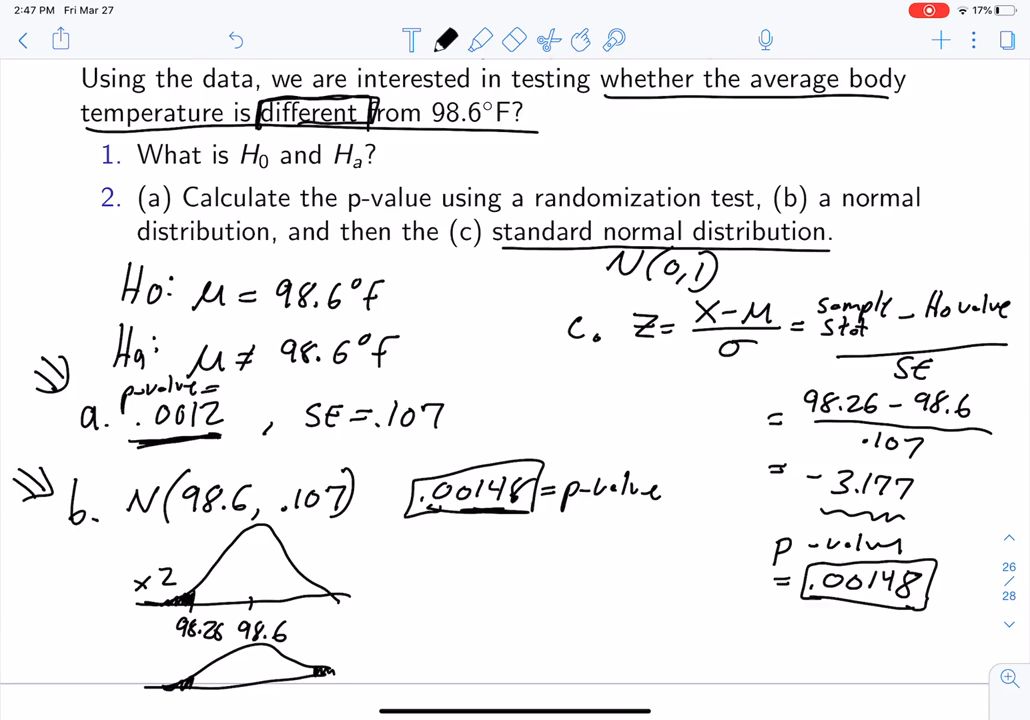 2:47 PM Fri Mar 27
17%
T
Using the data, we are interested in testing whether the average body
temperature is different from 98.6°F?
1. What is H₀ and Hₐ?
2. (a) Calculate the p-value using a randomization test, (b) a normal
distribution, and then the (c) standard normal distribution.
N(0,1)
Ho: μ = 98.6°F
Ha: μ ≠ 98.6°F
p-value =
a. .0012 , SE = .107
b. N(98.6, .107) .00148 = p-value
x 2
98.26 98.6
c. Z = X-μ / σ = Sample Stat - Ho value / SE
= 98.26 - 98.6 / .107
= -3.177
p-value
= .00148
26
/
28